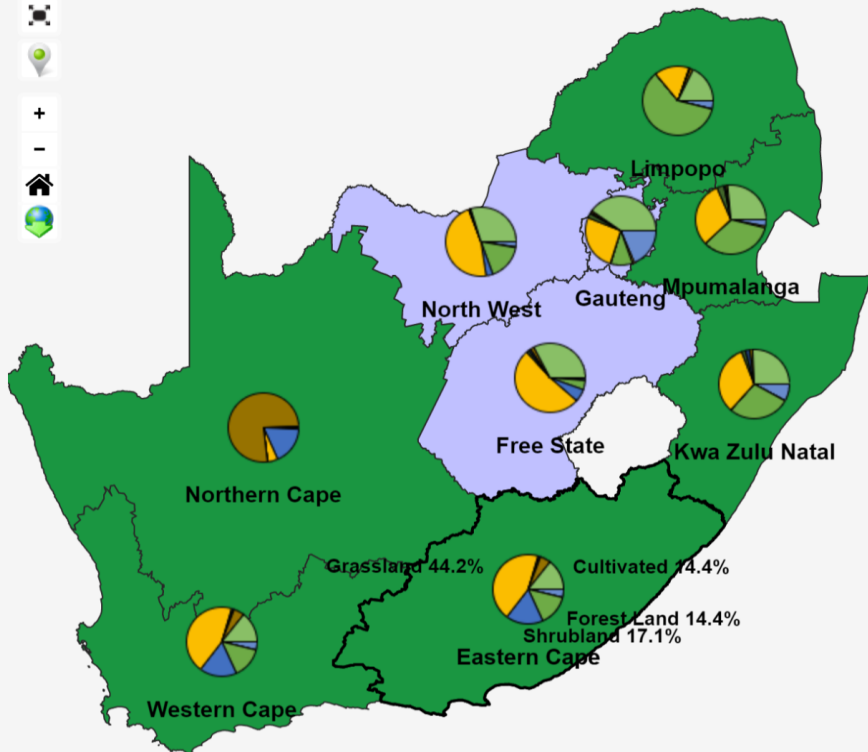 +
−
Limpopo
Mpumalanga
Gauteng
North West
Free State
Kwa Zulu Natal
Northern Cape
Grassland 44.2%
Cultivated 14.4%
Forest Land 14.4%
Shrubland 17.1%
Eastern Cape
Western Cape